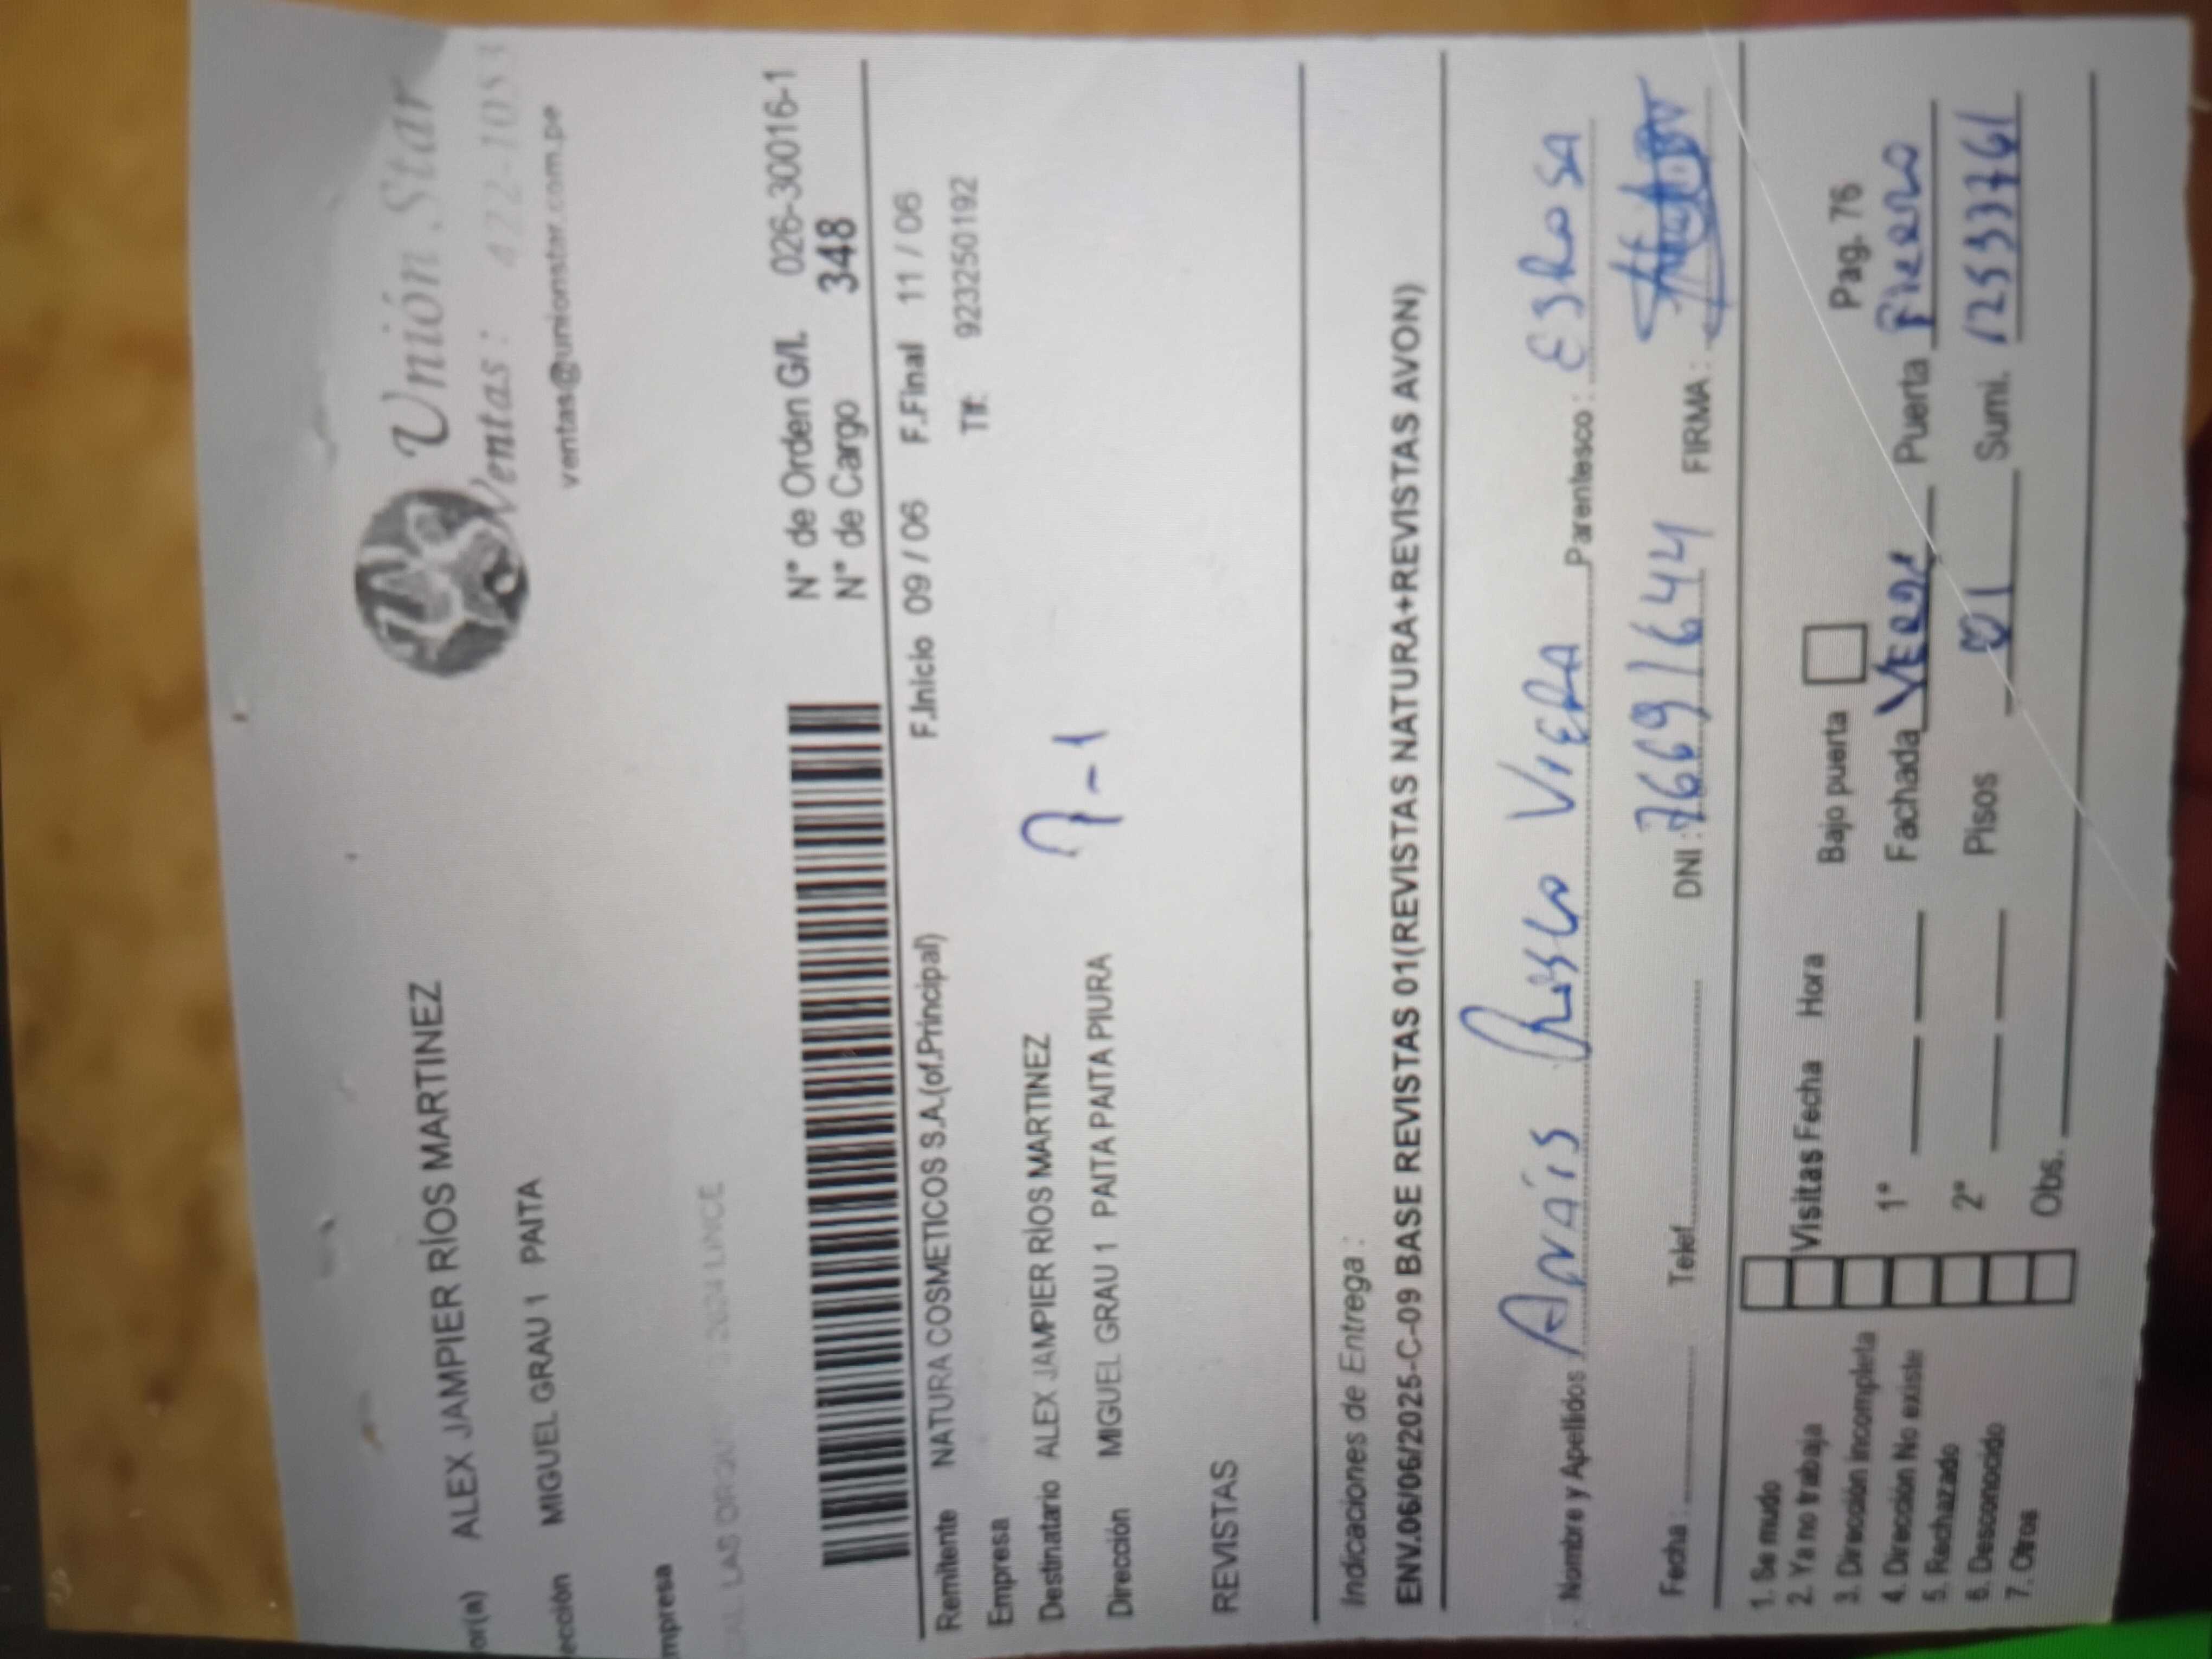 Unión Star
Ventas: 422-1053
ventas@unionstar.com.pe
or(a) ALEX JAMPIER RÍOS MARTINEZ
ección MIGUEL GRAU 1 PAITA
mpresa
LINCE
N° de Orden G/I. 026-30016-1
N° de Cargo 348
Remitente NATURA COSMETICOS S.A.(of.Principal) F.Inicio 09 / 06 F.Final 11 / 06
Empresa Tlf: 923250192
Destinatario ALEX JAMPIER RÍOS MARTINEZ
Dirección MIGUEL GRAU 1 PAITA PAITA PIURA
REVISTAS
Indicaciones de Entrega :
ENV.06/06/2025-C-09 BASE REVISTAS 01(REVISTAS NATURA+REVISTAS AVON)
Nombre y Apellidos Anaís Viera Parentesco: Esposa
Fecha: Telef. DNI: 76691644 FIRMA:
1. Se mudo
2. Ya no trabaja
3. Dirección incompleta
4. Dirección No existe
5. Rechazado
6. Desconocido
7. Otros
Visitas Fecha Hora Bajo puerta Pag. 76
1° Fachada Puerta Fierro
2° Pisos 01 Sumi. 12533761
Obs.